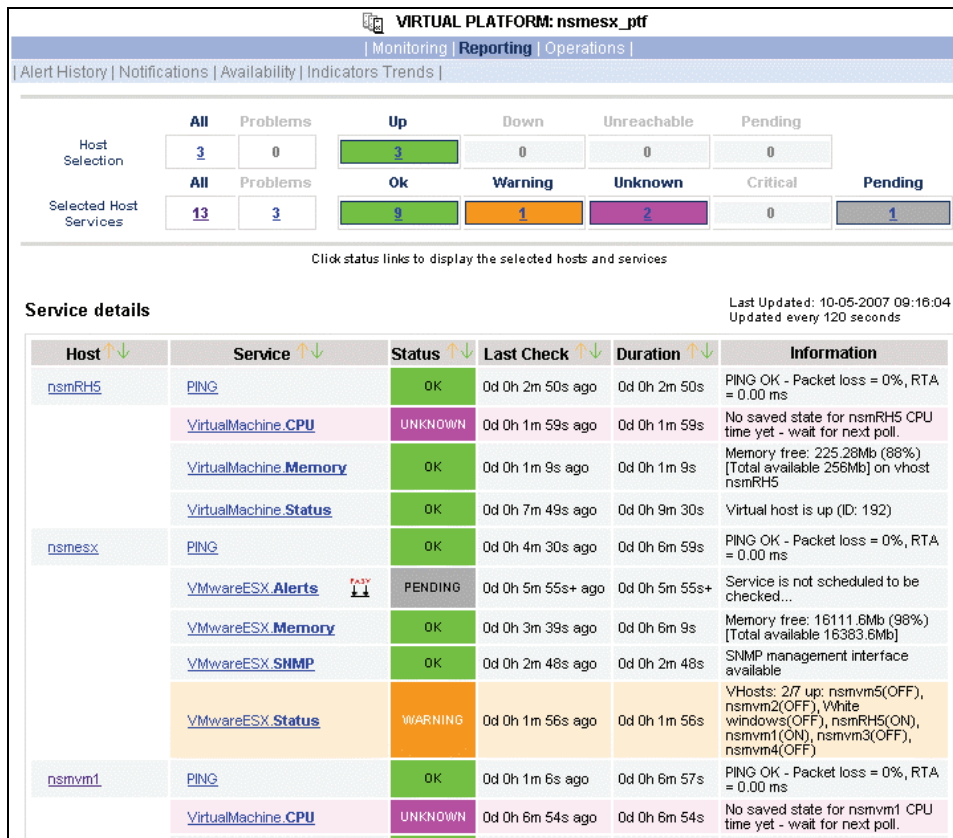 VIRTUAL PLATFORM: nsmesx_ptf
| Monitoring | Reporting | Operations |
| Alert History | Notifications | Availability | Indicators Trends |
All Problems Up Down Unreachable Pending
Host Selection 3 0 3 0 0 0
All Problems Ok Warning Unknown Critical Pending
Selected Host Services 13 3 9 1 2 0 1
Click status links to display the selected hosts and services
Service details
Last Updated: 10-05-2007 09:16:04
Updated every 120 seconds
Host Service Status Last Check Duration Information
nsmRH5 PING OK 0d 0h 2m 50s ago 0d 0h 2m 50s PING OK - Packet loss = 0%, RTA
= 0.00 ms
VirtualMachine.CPU UNKNOWN 0d 0h 1m 59s ago 0d 0h 1m 59s No saved state for nsmRH5 CPU
time yet - wait for next poll.
VirtualMachine.Memory OK 0d 0h 1m 9s ago 0d 0h 1m 9s Memory free: 225.28Mb (88%)
[Total available 256Mb] on vhost
nsmRH5
VirtualMachine.Status OK 0d 0h 7m 49s ago 0d 0h 9m 30s Virtual host is up (ID: 192)
nsmesx PING OK 0d 0h 4m 30s ago 0d 0h 6m 59s PING OK - Packet loss = 0%, RTA
= 0.00 ms
VMwareESX.Alerts PASV PENDING 0d 0h 5m 55s+ ago 0d 0h 5m 55s+ Service is not scheduled to be
checked...
VMwareESX.Memory OK 0d 0h 3m 39s ago 0d 0h 6m 9s Memory free: 16111.6Mb (98%)
[Total available 16383.6Mb]
VMwareESX.SNMP OK 0d 0h 2m 48s ago 0d 0h 2m 48s SNMP management interface
available
VMwareESX.Status WARNING 0d 0h 1m 56s ago 0d 0h 1m 56s VHosts: 2/7 up: nsmvm5(OFF),
nsmvm2(OFF), White
windows(OFF), nsmRH5(ON),
nsmvm1(ON), nsmvm3(OFF),
nsmvm4(OFF)
nsmvm1 PING OK 0d 0h 1m 6s ago 0d 0h 6m 57s PING OK - Packet loss = 0%, RTA
= 0.00 ms
VirtualMachine.CPU UNKNOWN 0d 0h 6m 54s ago 0d 0h 6m 54s No saved state for nsmvm1 CPU
time yet - wait for next poll.